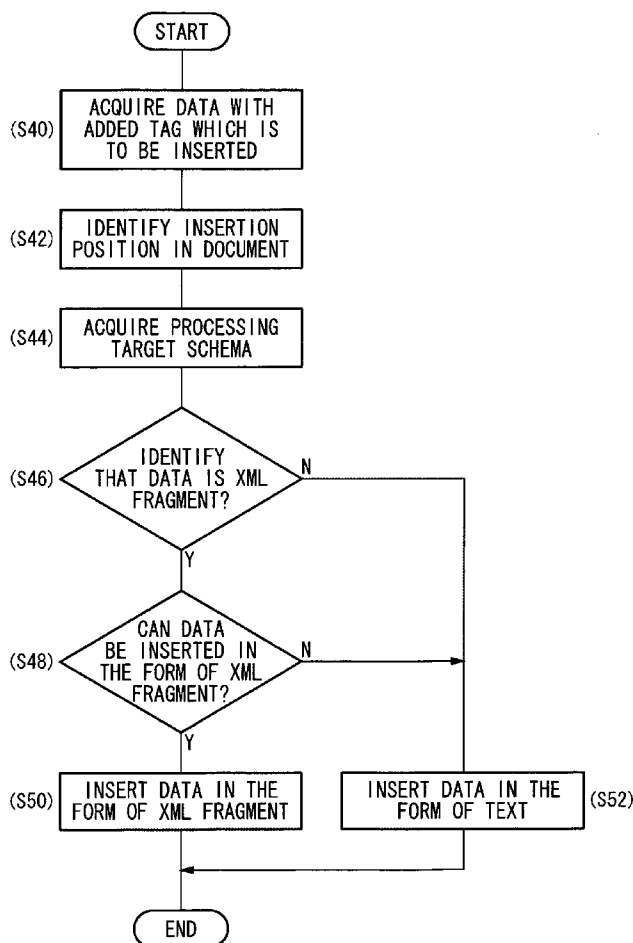 START
(S40)
ACQUIRE DATA WITH
ADDED TAG WHICH IS
TO BE INSERTED
(S42)
IDENTIFY INSERTION
POSITION IN DOCUMENT
(S44)
ACQUIRE PROCESSING
TARGET SCHEMA
(S46)
IDENTIFY
THAT DATA IS XML
FRAGMENT?
N
Y
(S48)
CAN DATA
BE INSERTED IN
THE FORM OF XML
FRAGMENT?
N
Y
(S50)
INSERT DATA IN THE
FORM OF XML FRAGMENT
INSERT DATA IN THE
FORM OF TEXT
(S52)
END